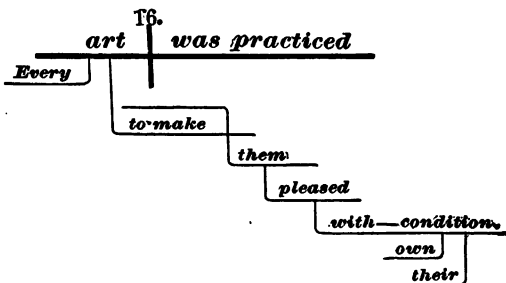 16.
art was practiced
Every
to make
them
pleased
with—condition.
own
their